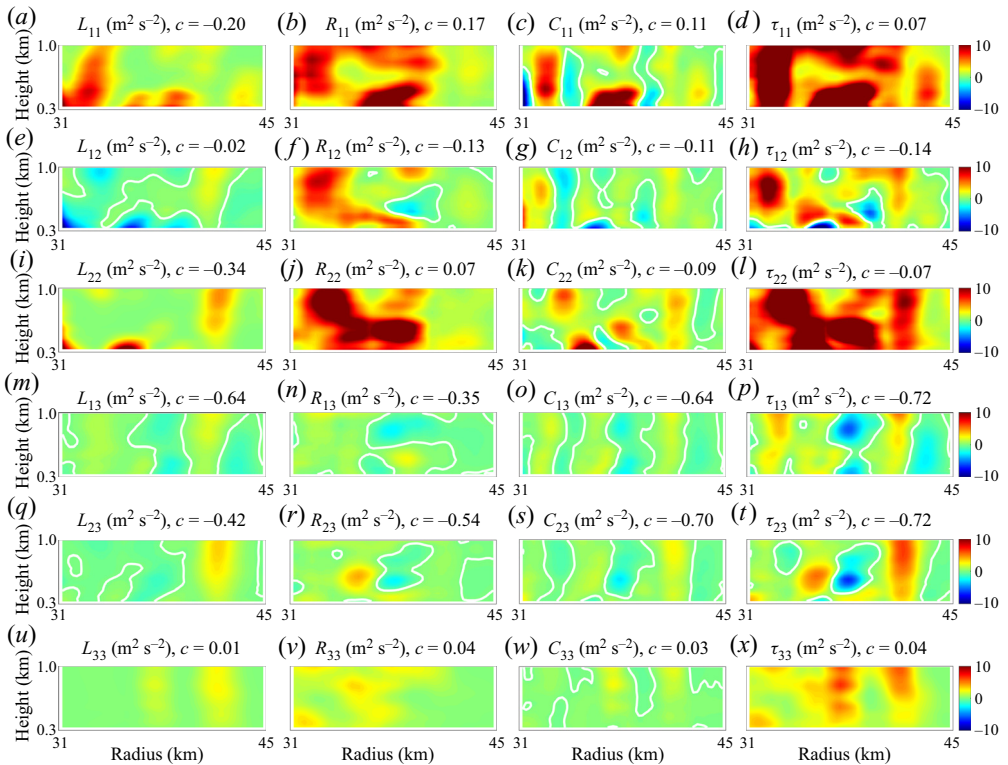 (a) L11 (m² s⁻²), c = −0.20 (b) R11 (m² s⁻²), c = 0.17 (c) C11 (m² s⁻²), c = 0.11 (d) τ11 (m² s⁻²), c = 0.07
Height (km) 1.0 0.3 10 0 −10
31 45 31 45 31 45 31 45
(e) L12 (m² s⁻²), c = −0.02 (f) R12 (m² s⁻²), c = −0.13 (g) C12 (m² s⁻²), c = −0.11 (h) τ12 (m² s⁻²), c = −0.14
Height (km) 1.0 0.3 10 0 −10
31 45 31 45 31 45 31 45
(i) L22 (m² s⁻²), c = −0.34 (j) R22 (m² s⁻²), c = 0.07 (k) C22 (m² s⁻²), c = −0.09 (l) τ22 (m² s⁻²), c = −0.07
Height (km) 1.0 0.3 10 0 −10
31 45 31 45 31 45 31 45
(m) L13 (m² s⁻²), c = −0.64 (n) R13 (m² s⁻²), c = −0.35 (o) C13 (m² s⁻²), c = −0.64 (p) τ13 (m² s⁻²), c = −0.72
Height (km) 1.0 0.3 10 0 −10
31 45 31 45 31 45 31 45
(q) L23 (m² s⁻²), c = −0.42 (r) R23 (m² s⁻²), c = −0.54 (s) C23 (m² s⁻²), c = −0.70 (t) τ23 (m² s⁻²), c = −0.72
Height (km) 1.0 0.3 10 0 −10
31 45 31 45 31 45 31 45
(u) L33 (m² s⁻²), c = 0.01 (v) R33 (m² s⁻²), c = 0.04 (w) C33 (m² s⁻²), c = 0.03 (x) τ33 (m² s⁻²), c = 0.04
Height (km) 1.0 0.3 10 0 −10
31 45 31 45 31 45 31 45
Radius (km) Radius (km) Radius (km) Radius (km)